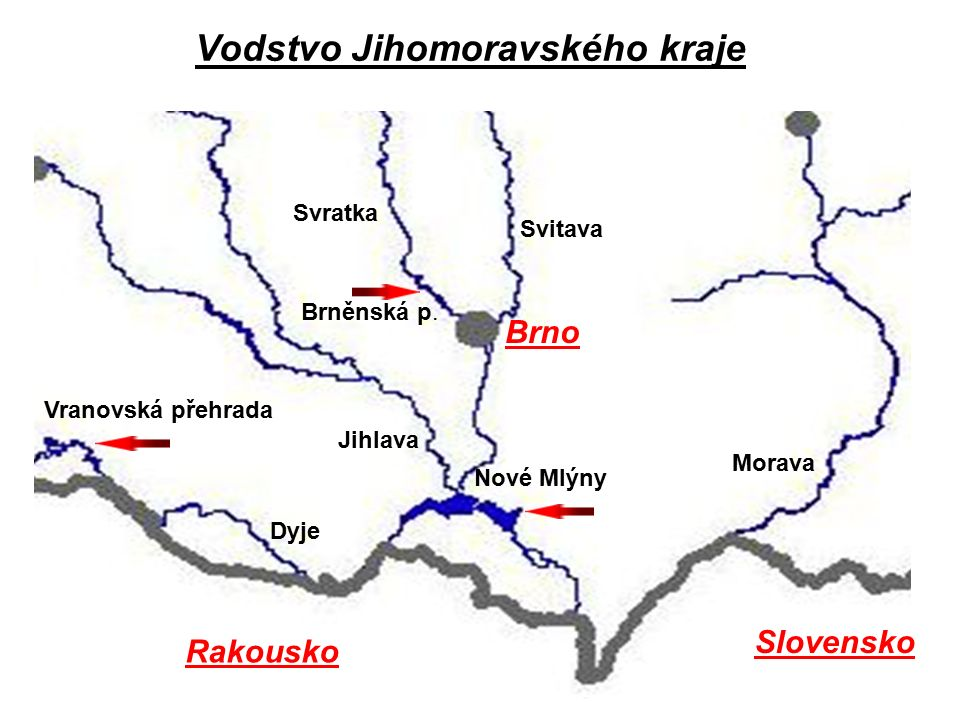 Vodstvo Jihomoravského kraje
Svratka
Svitava
Brněnská p.
Brno
Vranovská přehrada
Jihlava
Morava
Nové Mlýny
Dyje
Slovensko
Rakousko